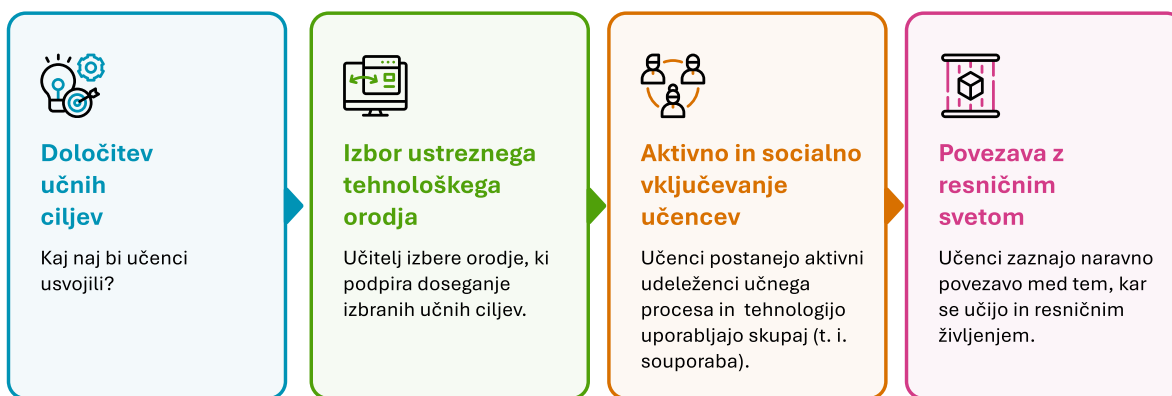 Določitev
učnih
ciljev
Kaj naj bi učenci
usvojili?
Izbor ustreznega
tehnološkega
orodja
Učitelj izbere orodje, ki
podpira doseganje
izbranih učnih ciljev.
Aktivno in socialno
vključevanje
učencev
Učenci postanejo aktivni
udeleženci učnega
procesa in  tehnologijo
uporabljajo skupaj (t. i.
souporaba).
Povezava z
resničnim
svetom
Učenci zaznajo naravno
povezavo med tem, kar
se učijo in resničnim
življenjem.